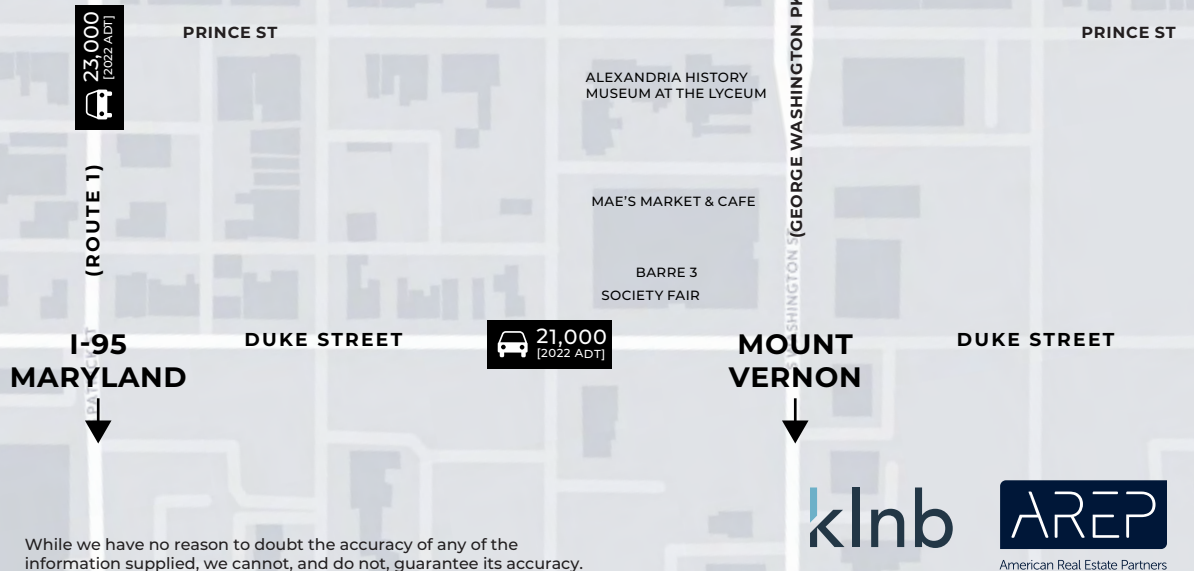 23,000
[2022 ADT]
PRINCE ST
PRINCE ST
(GEORGE WASHINGTON
ALEXANDRIA HISTORY
MUSEUM AT THE LYCEUM
(ROUTE 1)
MAE'S MARKET & CAFE
BARRE 3
SOCIETY FAIR
WASHINGTON ST
DUKE STREET
21,000
[2022 ADT]
DUKE STREET
I-95
MARYLAND
MOUNT
VERNON
klnb
AREP
American Real Estate Partners
While we have no reason to doubt the accuracy of any of the
information supplied, we cannot, and do not, guarantee its accuracy.